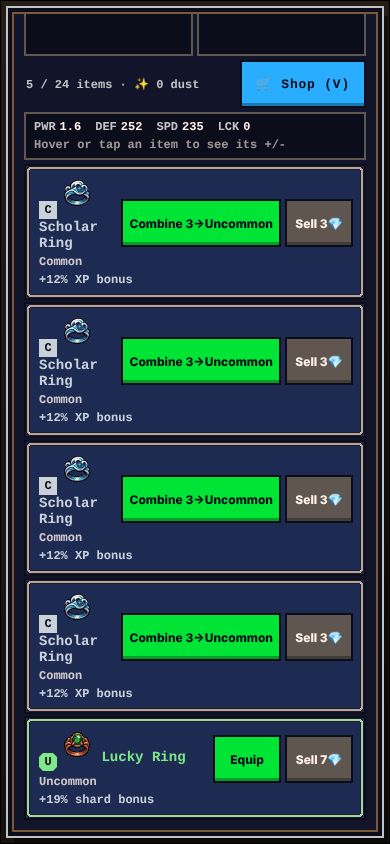 5 / 24 items · ✨ 0 dust
🛒 Shop (V)
PWR 1.6 DEF 252 SPD 235 LCK 0
Hover or tap an item to see its +/-
C
Scholar
Ring
Common
+12% XP bonus
Combine 3→Uncommon
Sell 3💎
C
Scholar
Ring
Common
+12% XP bonus
Combine 3→Uncommon
Sell 3💎
C
Scholar
Ring
Common
+12% XP bonus
Combine 3→Uncommon
Sell 3💎
C
Scholar
Ring
Common
+12% XP bonus
Combine 3→Uncommon
Sell 3💎
U
Lucky Ring
Uncommon
+19% shard bonus
Equip
Sell 7💎